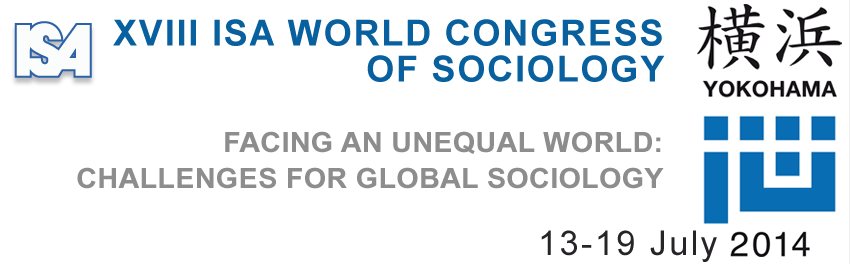 ISA
XVIII ISA WORLD CONGRESS
OF SOCIOLOGY
FACING AN UNEQUAL WORLD:
CHALLENGES FOR GLOBAL SOCIOLOGY
横浜
YOKOHAMA
13-19 July 2014